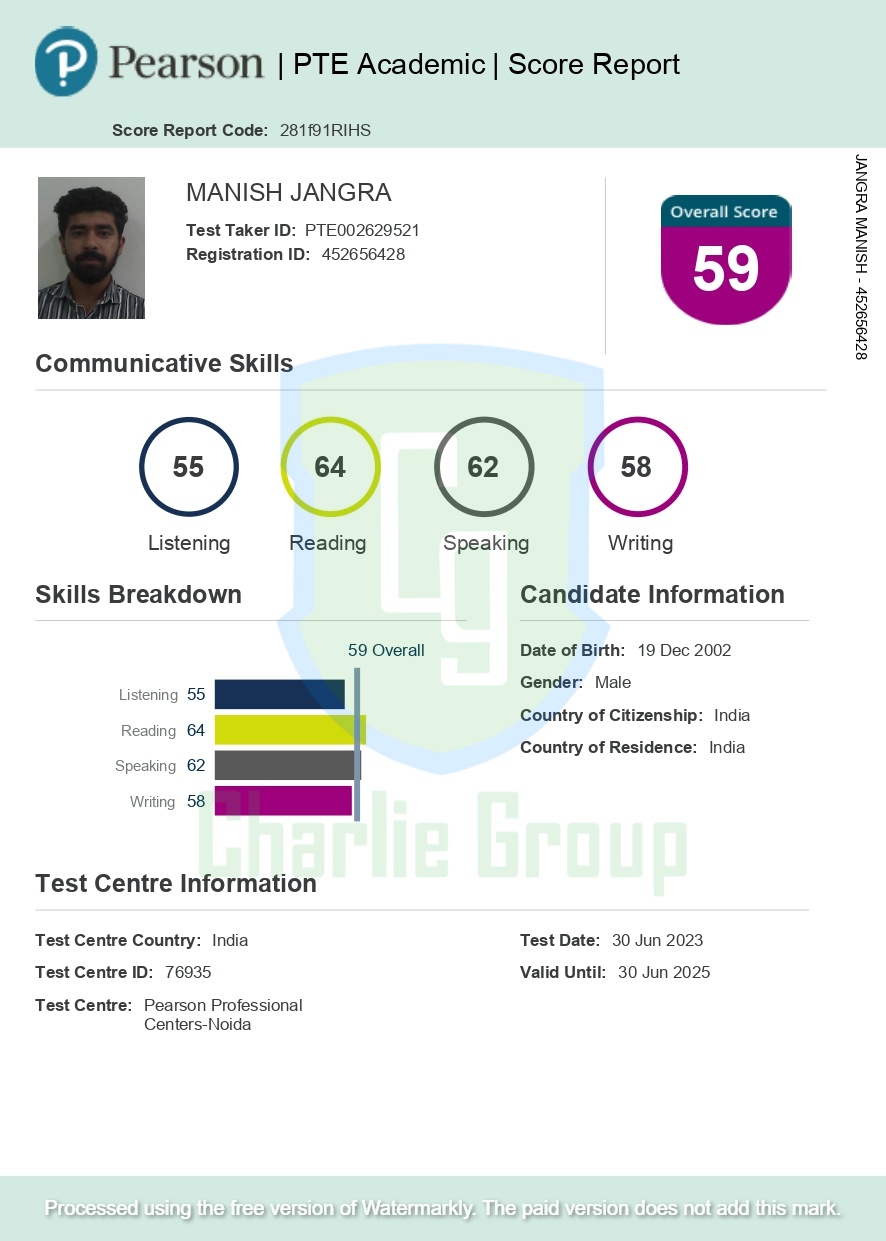 Pearson | PTE Academic | Score Report
Score Report Code: 281f91RIHS
JANGRA MANISH - 452656428
MANISH JANGRA
Test Taker ID: PTE002629521
Registration ID: 452656428
Overall Score
59
Communicative Skills
55 64 62 58
Listening Reading Speaking Writing
Skills Breakdown
59 Overall
Listening 55
Reading 64
Speaking 62
Writing 58
Candidate Information
Date of Birth: 19 Dec 2002
Gender: Male
Country of Citizenship: India
Country of Residence: India
Charlie Group
Test Centre Information
Test Centre Country: India
Test Centre ID: 76935
Test Centre: Pearson Professional
Centers-Noida
Test Date: 30 Jun 2023
Valid Until: 30 Jun 2025
Processed using the free version of Watermarkly. The paid version does not add this mark.